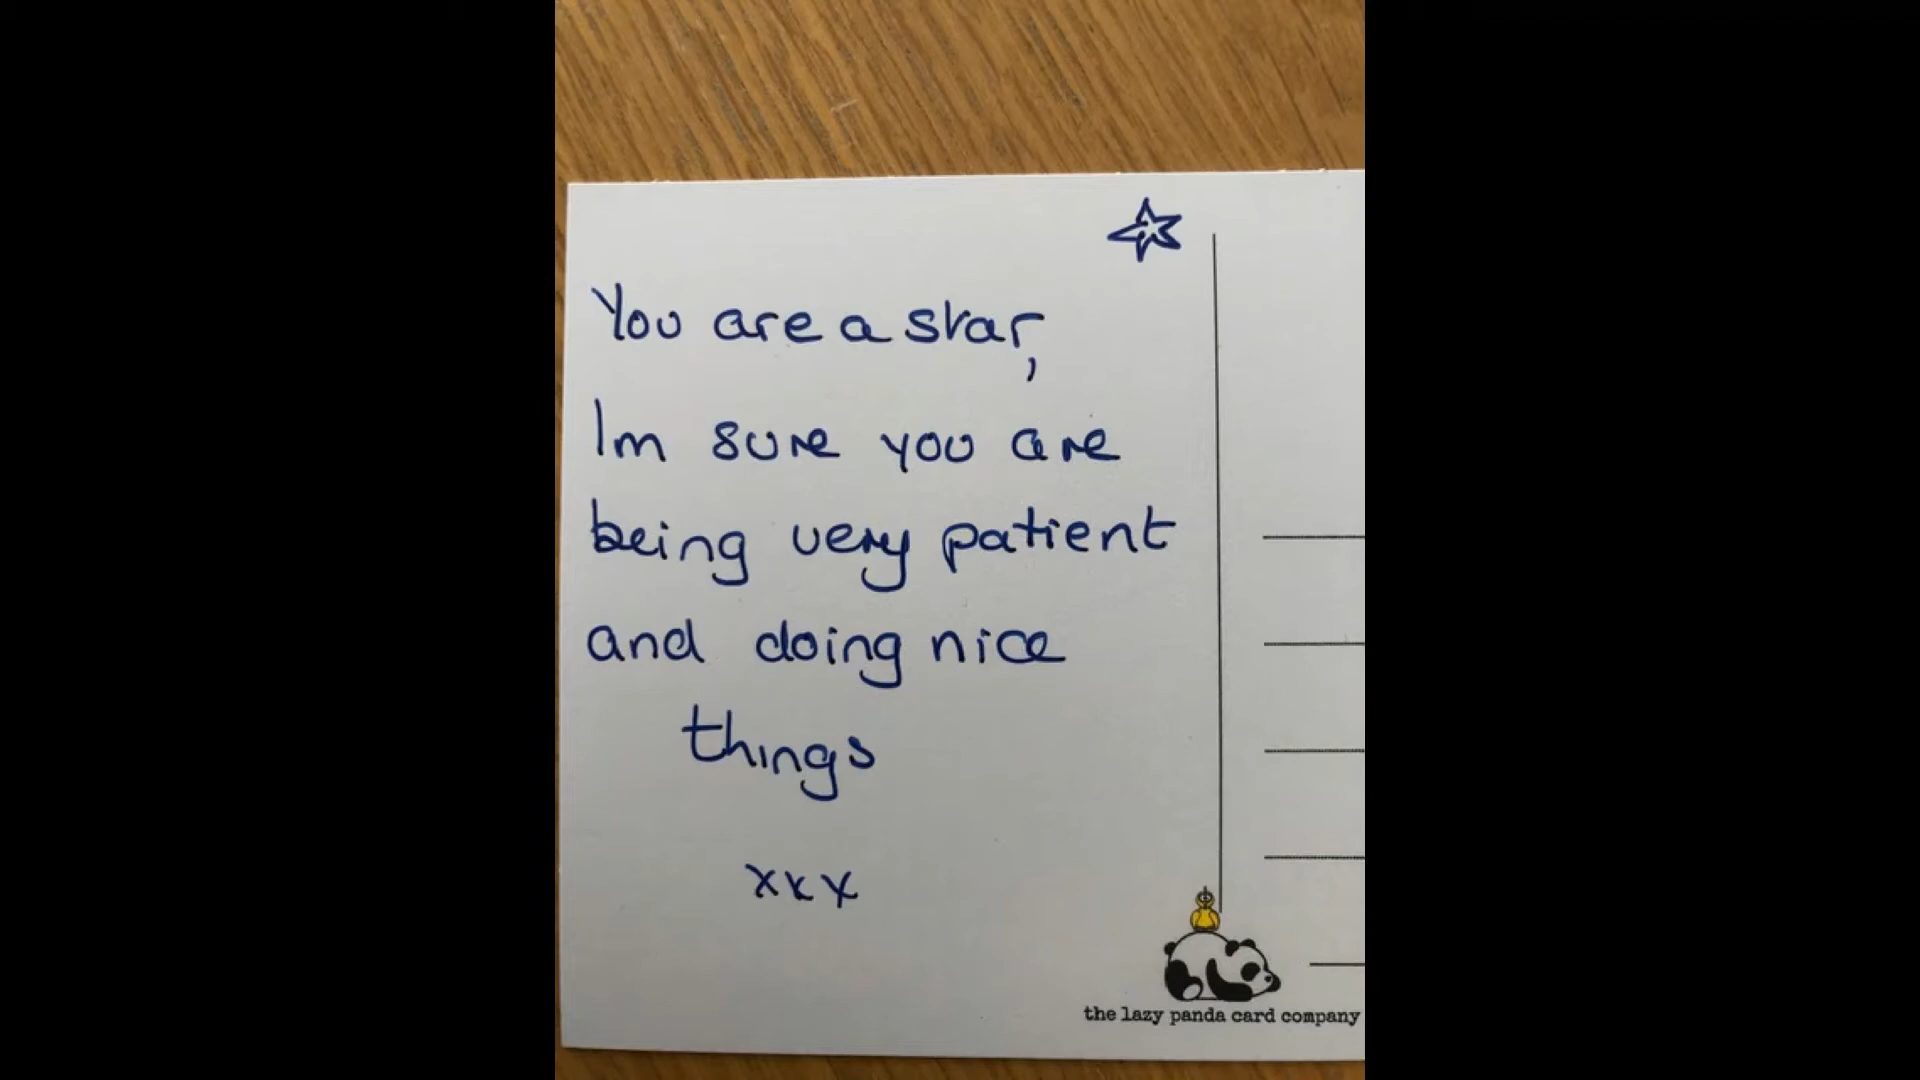 You are a star,
Im sure you are
being very patient
and doing nice
things
xxx
the lazy panda card company